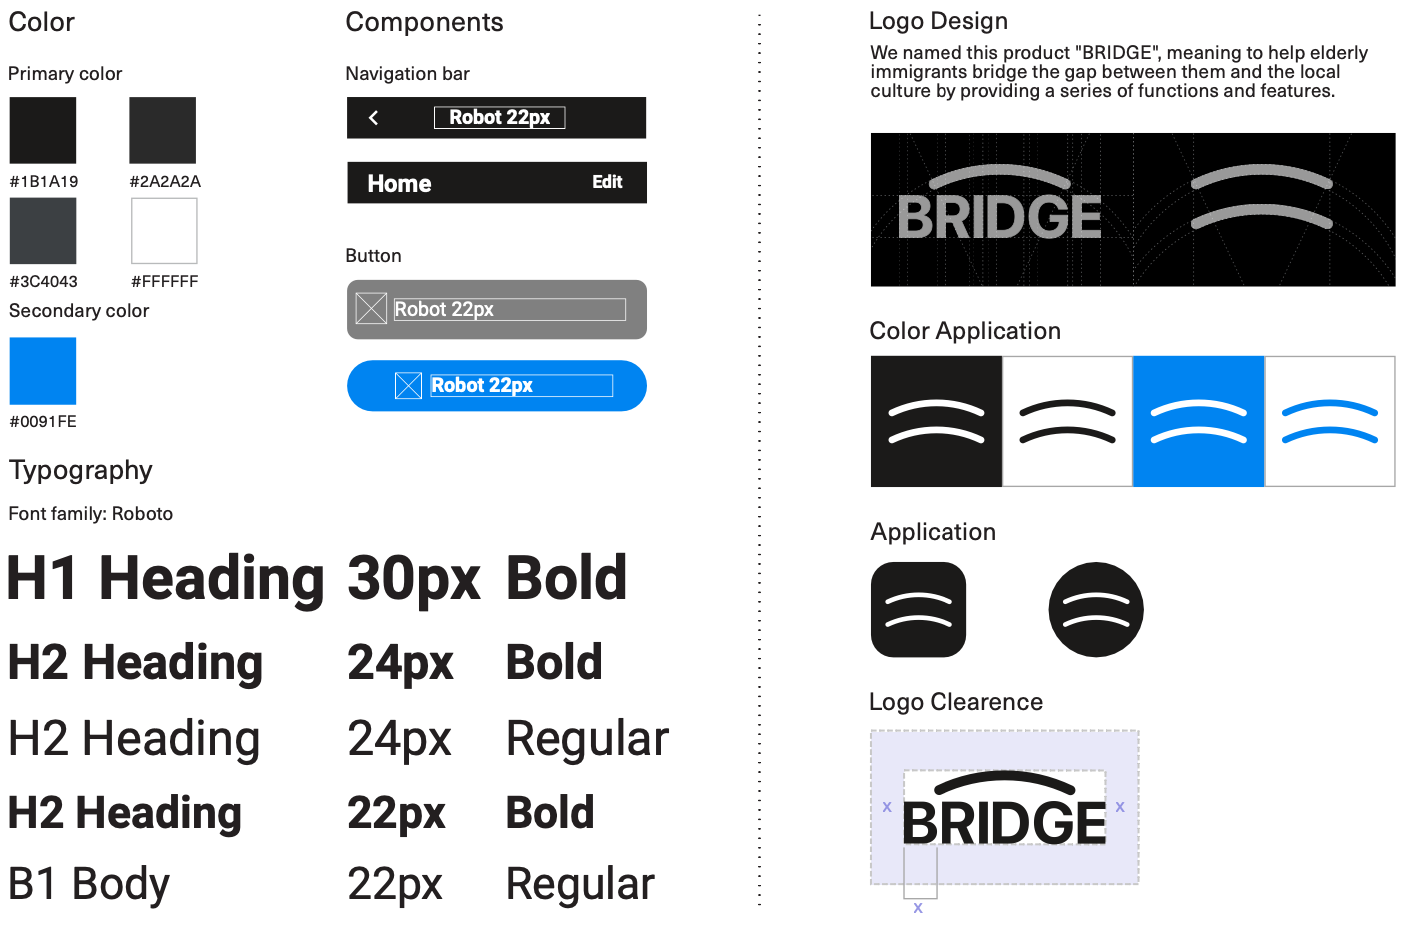 Color
Primary color
#1B1A19
#2A2A2A
#3C4043
#FFFFFF
Secondary color
#0091FE
Components
Navigation bar
Robot 22px
Home
Edit
Button
Robot 22px
Robot 22px
Typography
Font family: Roboto
H1 Heading 30px Bold
H2 Heading 24px Bold
H2 Heading 24px Regular
H2 Heading 22px Bold
B1 Body 22px Regular
Logo Design
We named this product "BRIDGE", meaning to help elderly
immigrants bridge the gap between them and the local
culture by providing a series of functions and features.
BRIDGE
Color Application
Application
Logo Clearence
x
BRIDGE
x
x